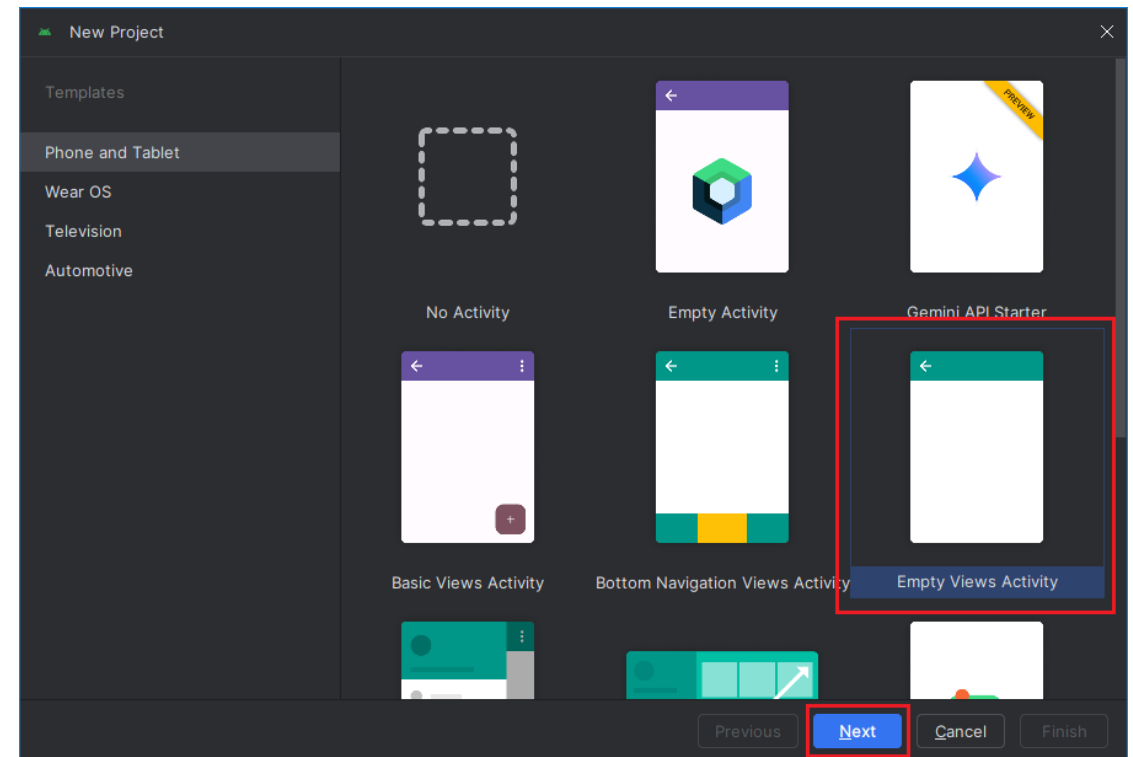 New Project
Templates
Phone and Tablet
Wear OS
Television
Automotive
PREVIEW
No Activity
Empty Activity
Gemini API Starter
Basic Views Activity
Bottom Navigation Views Activity
Empty Views Activity
Previous
Next
Cancel
Finish